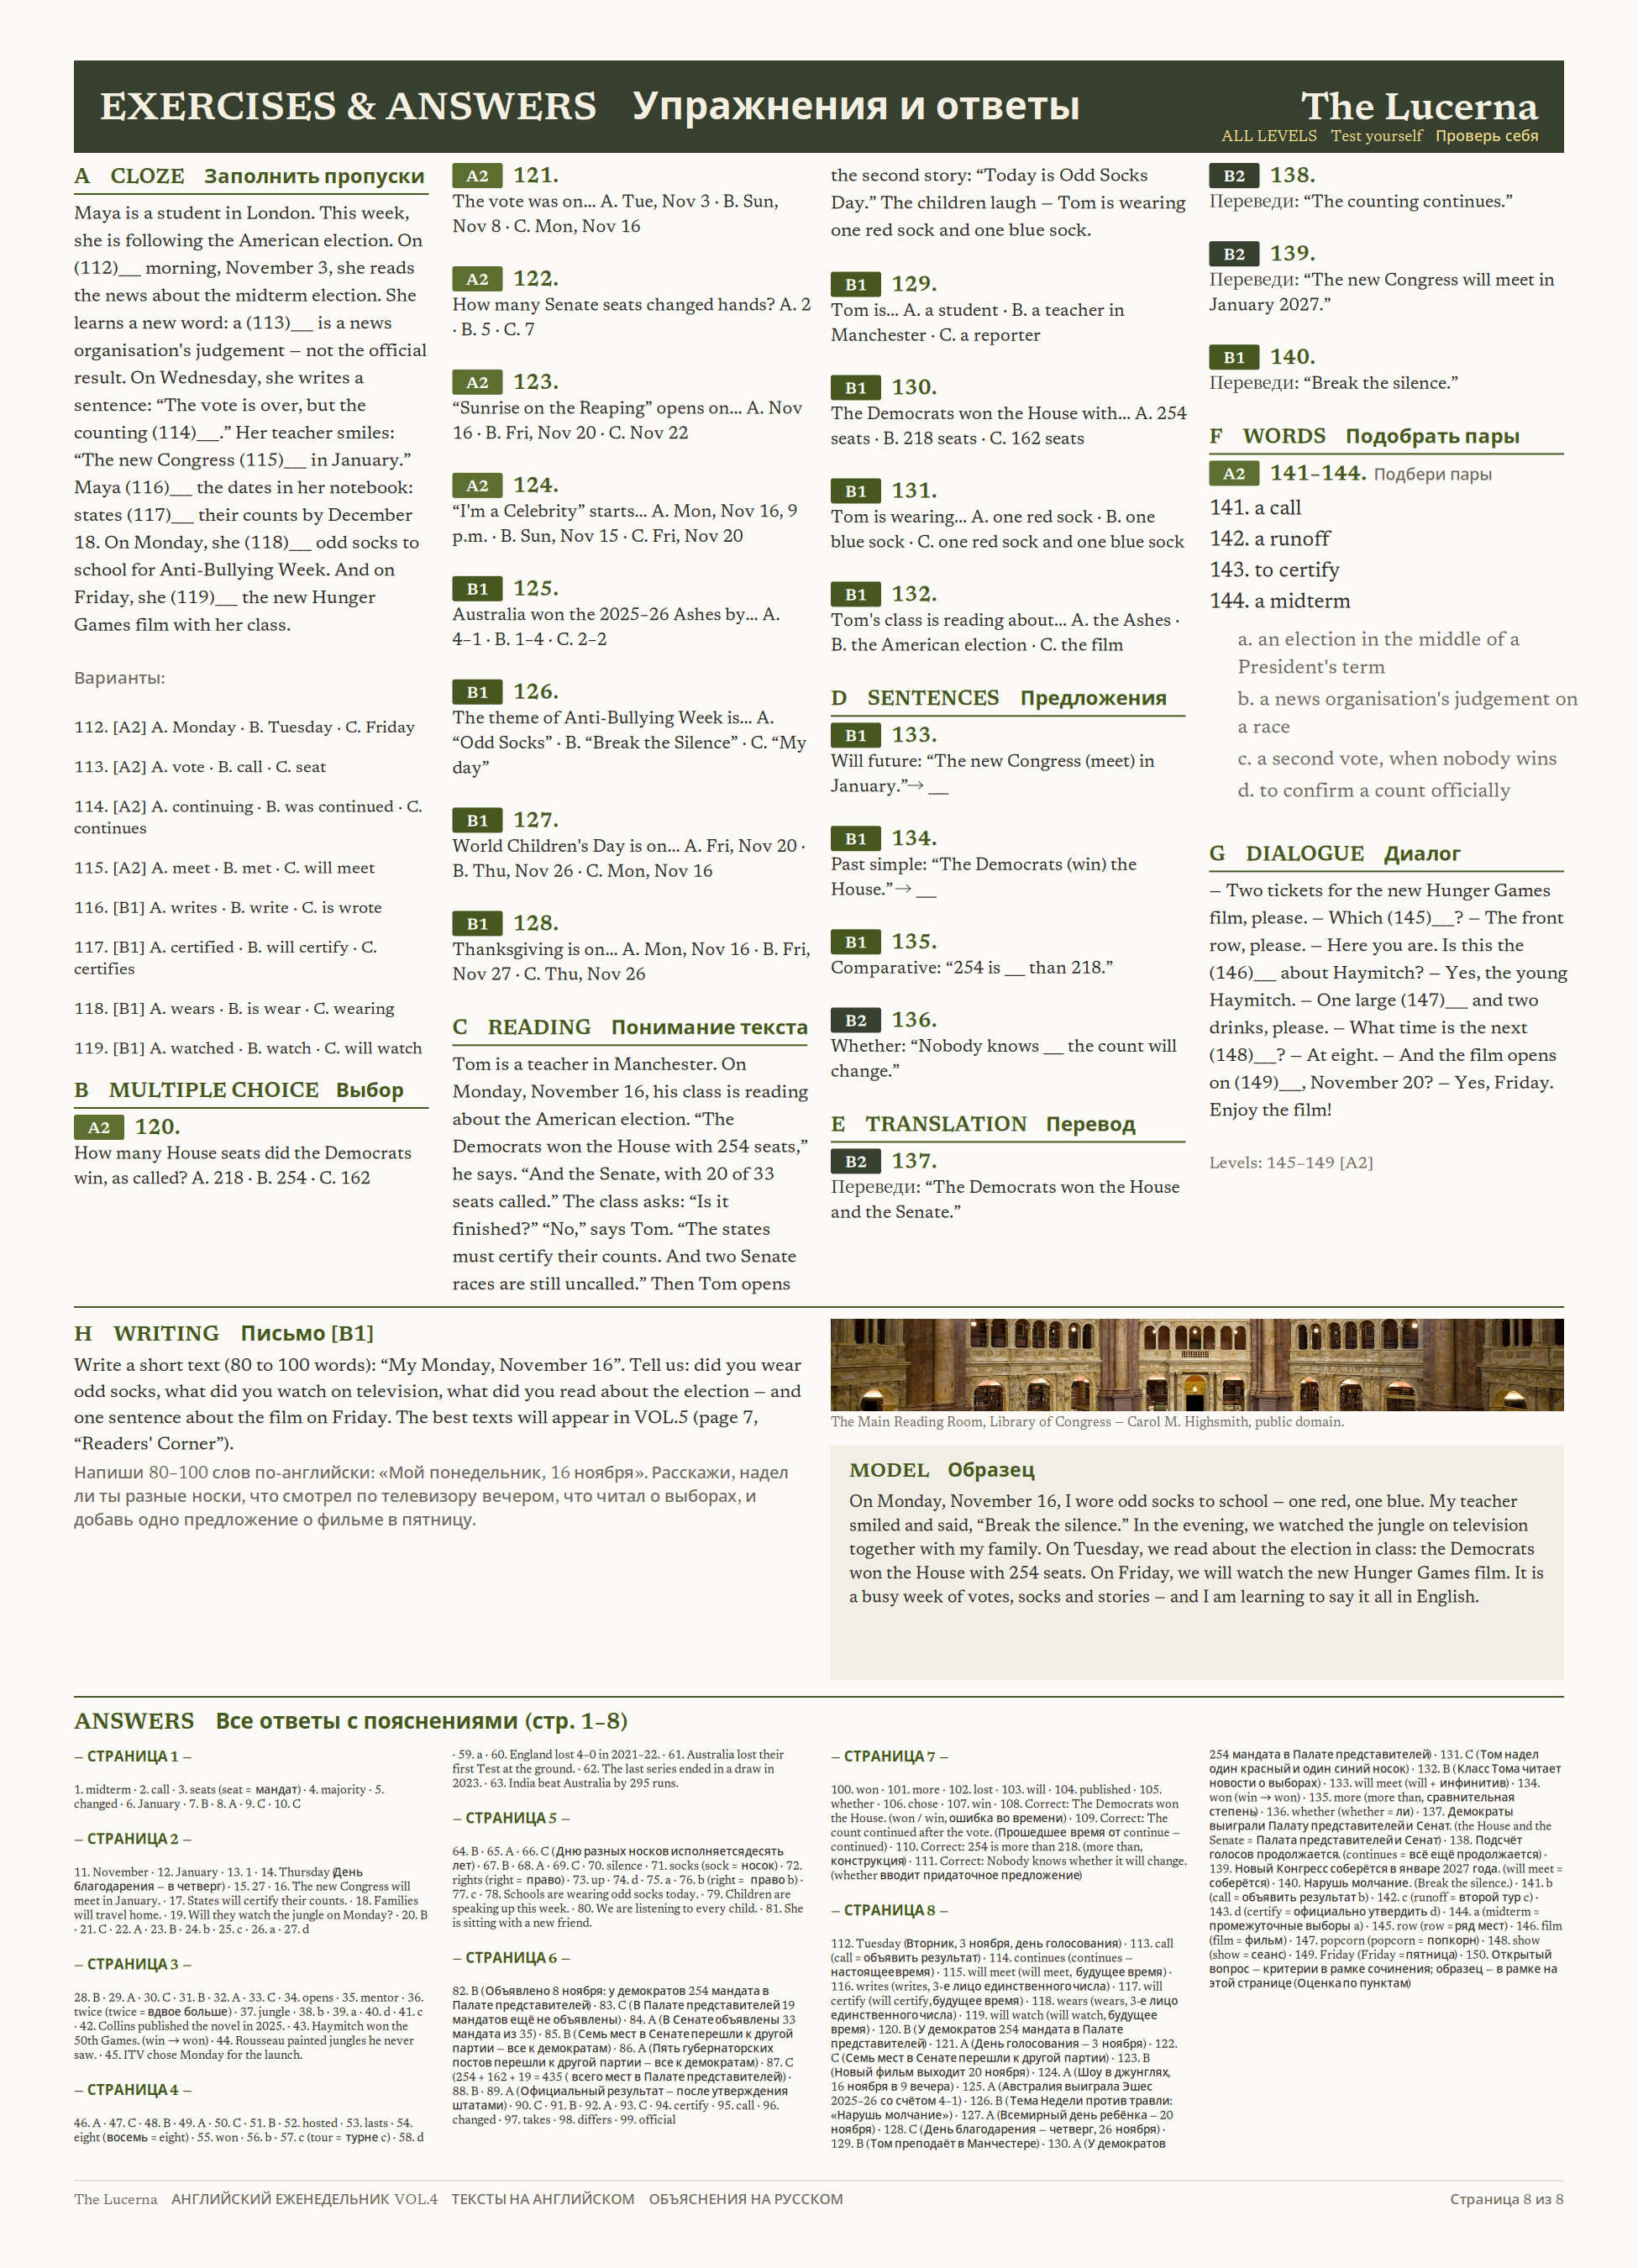 EXERCISES & ANSWERS Упражнения и ответы
The Lucerna
ALL LEVELS Test yourself Проверь себя
A CLOZE Заполнить пропуски
Maya is a student in London. This week,
she is following the American election. On
(112)___ morning, November 3, she reads
the news about the midterm election. She
learns a new word: a (113)___ is a news
organisation's judgement – not the official
result. On Wednesday, she writes a
sentence: “The vote is over, but the
counting (114)___.” Her teacher smiles:
“The new Congress (115)___ in January.”
Maya (116)___ the dates in her notebook:
states (117)___ their counts by December
18. On Monday, she (118)___ odd socks to
school for Anti-Bullying Week. And on
Friday, she (119)___ the new Hunger
Games film with her class.
Варианты:
112. [A2] A. Monday · B. Tuesday · C. Friday
113. [A2] A. vote · B. call · C. seat
114. [A2] A. continuing · B. was continued · C.
continues
115. [A2] A. meet · B. met · C. will meet
116. [B1] A. writes · B. write · C. is wrote
117. [B1] A. certified · B. will certify · C.
certifies
118. [B1] A. wears · B. is wear · C. wearing
119. [B1] A. watched · B. watch · C. will watch
B MULTIPLE CHOICE Выбор
A2 120.
How many House seats did the Democrats
win, as called? A. 218 · B. 254 · C. 162
A2 121.
The vote was on... A. Tue, Nov 3 · B. Sun,
Nov 8 · C. Mon, Nov 16
A2 122.
How many Senate seats changed hands? A. 2
· B. 5 · C. 7
A2 123.
“Sunrise on the Reaping” opens on... A. Nov
16 · B. Fri, Nov 20 · C. Nov 22
A2 124.
“I'm a Celebrity” starts... A. Mon, Nov 16, 9
p.m. · B. Sun, Nov 15 · C. Fri, Nov 20
B1 125.
Australia won the 2025–26 Ashes by... A.
4–1 · B. 1–4 · C. 2–2
B1 126.
The theme of Anti-Bullying Week is... A.
“Odd Socks” · B. “Break the Silence” · C. “My
day”
B1 127.
World Children's Day is on... A. Fri, Nov 20 ·
B. Thu, Nov 26 · C. Mon, Nov 16
B1 128.
Thanksgiving is on... A. Mon, Nov 16 · B. Fri,
Nov 27 · C. Thu, Nov 26
C READING Понимание текста
Tom is a teacher in Manchester. On
Monday, November 16, his class is reading
about the American election. “The
Democrats won the House with 254 seats,”
he says. “And the Senate, with 20 of 33
seats called.” The class asks: “Is it
finished?” “No,” says Tom. “The states
must certify their counts. And two Senate
races are still uncalled.” Then Tom opens
the second story: “Today is Odd Socks
Day.” The children laugh – Tom is wearing
one red sock and one blue sock.
B1 129.
Tom is... A. a student · B. a teacher in
Manchester · C. a reporter
B1 130.
The Democrats won the House with... A. 254
seats · B. 218 seats · C. 162 seats
B1 131.
Tom is wearing... A. one red sock · B. one
blue sock · C. one red sock and one blue sock
B1 132.
Tom's class is reading about... A. the Ashes ·
B. the American election · C. the film
D SENTENCES Предложения
B1 133.
Will future: “The new Congress (meet) in
January.”→ __
B1 134.
Past simple: “The Democrats (win) the
House.”→ __
B1 135.
Comparative: “254 is __ than 218.”
B2 136.
Whether: “Nobody knows __ the count will
change.”
E TRANSLATION Перевод
B2 137.
Переведи: “The Democrats won the House
and the Senate.”
B2 138.
Переведи: “The counting continues.”
B2 139.
Переведи: “The new Congress will meet in
January 2027.”
B1 140.
Переведи: “Break the silence.”
F WORDS Подобрать пары
A2 141–144. Подбери пары
141. a call
142. a runoff
143. to certify
144. a midterm
a. an election in the middle of a
President's term
b. a news organisation's judgement on
a race
c. a second vote, when nobody wins
d. to confirm a count officially
G DIALOGUE Диалог
– Two tickets for the new Hunger Games
film, please. – Which (145)___? – The front
row, please. – Here you are. Is this the
(146)___ about Haymitch? – Yes, the young
Haymitch. – One large (147)___ and two
drinks, please. – What time is the next
(148)___? – At eight. – And the film opens
on (149)___, November 20? – Yes, Friday.
Enjoy the film!
Levels: 145–149 [A2]
H WRITING Письмо [B1]
Write a short text (80 to 100 words): “My Monday, November 16”. Tell us: did you wear
odd socks, what did you watch on television, what did you read about the election – and
one sentence about the film on Friday. The best texts will appear in VOL.5 (page 7,
“Readers' Corner”).
Напиши 80–100 слов по-английски: «Мой понедельник, 16 ноября». Расскажи, надел
ли ты разные носки, что смотрел по телевизору вечером, что читал о выборах, и
добавь одно предложение о фильме в пятницу.
The Main Reading Room, Library of Congress – Carol M. Highsmith, public domain.
MODEL Образец
On Monday, November 16, I wore odd socks to school – one red, one blue. My teacher
smiled and said, “Break the silence.” In the evening, we watched the jungle on television
together with my family. On Tuesday, we read about the election in class: the Democrats
won the House with 254 seats. On Friday, we will watch the new Hunger Games film. It is
a busy week of votes, socks and stories – and I am learning to say it all in English.
ANSWERS Все ответы с пояснениями (стр. 1–8)
– СТРАНИЦА 1 –
1. midterm · 2. call · 3. seats (seat = мандат) · 4. majority · 5.
changed · 6. January · 7. B · 8. A · 9. C · 10. C
– СТРАНИЦА 2 –
11. November · 12. January · 13. 1 · 14. Thursday (День
благодарения – в четверг) · 15. 27 · 16. The new Congress will
meet in January. · 17. States will certify their counts. · 18. Families
will travel home. · 19. Will they watch the jungle on Monday? · 20. B
· 21. C · 22. A · 23. B · 24. b · 25. c · 26. a · 27. d
– СТРАНИЦА 3 –
28. B · 29. A · 30. C · 31. B · 32. A · 33. C · 34. opens · 35. mentor · 36.
twice (twice = вдвое больше) · 37. jungle · 38. b · 39. a · 40. d · 41. c
· 42. Collins published the novel in 2025. · 43. Haymitch won the
50th Games. (win → won) · 44. Rousseau painted jungles he never
saw. · 45. ITV chose Monday for the launch.
– СТРАНИЦА 4 –
46. A · 47. C · 48. B · 49. A · 50. C · 51. B · 52. hosted · 53. lasts · 54.
eight (восемь = eight) · 55. won · 56. b · 57. c (tour = турне c) · 58. d
· 59. a · 60. England lost 4–0 in 2021–22. · 61. Australia lost their
first Test at the ground. · 62. The last series ended in a draw in
2023. · 63. India beat Australia by 295 runs.
– СТРАНИЦА 5 –
64. B · 65. A · 66. C (Дню разных носков исполняется десять
лет) · 67. B · 68. A · 69. C · 70. silence · 71. socks (sock = носок) · 72.
rights (right = право) · 73. up · 74. d · 75. a · 76. b (right = право b) ·
77. c · 78. Schools are wearing odd socks today. · 79. Children are
speaking up this week. · 80. We are listening to every child. · 81. She
is sitting with a new friend.
– СТРАНИЦА 6 –
82. B (Объявлено 8 ноября: у демократов 254 мандата в
Палате представителей) · 83. C (В Палате представителей 19
мандатов ещё не объявлены) · 84. A (В Сенате объявлены 33
мандата из 35) · 85. B (Семь мест в Сенате перешли к другой
партии – все к демократам) · 86. A (Пять губернаторских
постов перешли к другой партии – все к демократам) · 87. C
(254 + 162 + 19 = 435 ( всего мест в Палате представителей)) ·
88. B · 89. A (Официальный результат – после утверждения
штатами) · 90. C · 91. B · 92. A · 93. C · 94. certify · 95. call · 96.
changed · 97. takes · 98. differs · 99. official
– СТРАНИЦА 7 –
100. won · 101. more · 102. lost · 103. will · 104. published · 105.
whether · 106. chose · 107. win · 108. Correct: The Democrats won
the House. (won / win, ошибка во времени) · 109. Correct: The
count continued after the vote. (Прошедшее время от continue –
continued) · 110. Correct: 254 is more than 218. (more than,
конструкция) · 111. Correct: Nobody knows whether it will change.
(whether вводит придаточное предложение)
– СТРАНИЦА 8 –
112. Tuesday (Вторник, 3 ноября, день голосования) · 113. call
(call = объявить результат) · 114. continues (continues –
настоящее время) · 115. will meet (will meet, будущее время) ·
116. writes (writes, 3-е лицо единственного числа) · 117. will
certify (will certify, будущее время) · 118. wears (wears, 3-е лицо
единственного числа) · 119. will watch (will watch, будущее
время) · 120. B (У демократов 254 мандата в Палате
представителей) · 121. A (День голосования – 3 ноября) · 122.
C (Семь мест в Сенате перешли к другой партии) · 123. B
(Новый фильм выходит 20 ноября) · 124. A (Шоу в джунглях,
16 ноября в 9 вечера) · 125. A (Австралия выиграла Эшес
2025–26 со счётом 4–1) · 126. B (Тема Недели против травли:
«Нарушь молчание») · 127. A (Всемирный день ребёнка – 20
ноября) · 128. C (День благодарения – четверг, 26 ноября) ·
129. B (Том преподаёт в Манчестере) · 130. A (У демократов
254 мандата в Палате представителей) · 131. C (Том надел
один красный и один синий носок) · 132. B (Класс Тома читает
новости о выборах) · 133. will meet (will + инфинитив) · 134.
won (win → won) · 135. more (more than, сравнительная
степень) · 136. whether (whether = ли) · 137. Демократы
выиграли Палату представителей и Сенат. (the House and the
Senate = Палата представителей и Сенат) · 138. Подсчёт
голосов продолжается. (continues = всё ещё продолжается) ·
139. Новый Конгресс соберётся в январе 2027 года. (will meet =
соберётся) · 140. Нарушь молчание. (Break the silence.) · 141. b
(call = объявить результат b) · 142. c (runoff = второй тур c) ·
143. d (certify = официально утвердить d) · 144. a (midterm =
промежуточные выборы a) · 145. row (row = ряд мест) · 146. film
(film = фильм) · 147. popcorn (popcorn = попкорн) · 148. show
(show = сеанс) · 149. Friday (Friday = пятница) · 150. Открытый
вопрос – критерии в рамке сочинения; образец – в рамке на
этой странице (Оценка по пунктам)
The Lucerna АНГЛИЙСКИЙ ЕЖЕНЕДЕЛЬНИК VOL.4 ТЕКСТЫ НА АНГЛИЙСКОМ ОБЪЯСНЕНИЯ НА РУССКОМ
Страница 8 из 8